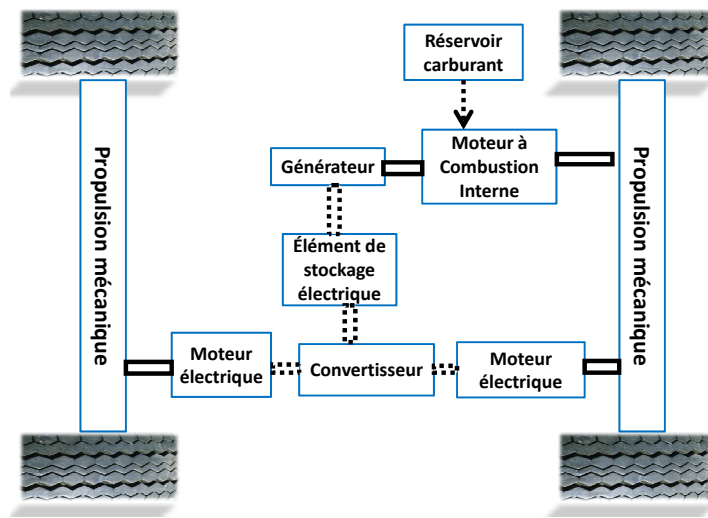 Réservoir
carburant
Moteur à
Combustion
Interne
Générateur
Propulsion mécanique
Propulsion mécanique
Élément de
stockage
électrique
Moteur
électrique
Convertisseur
Moteur
électrique